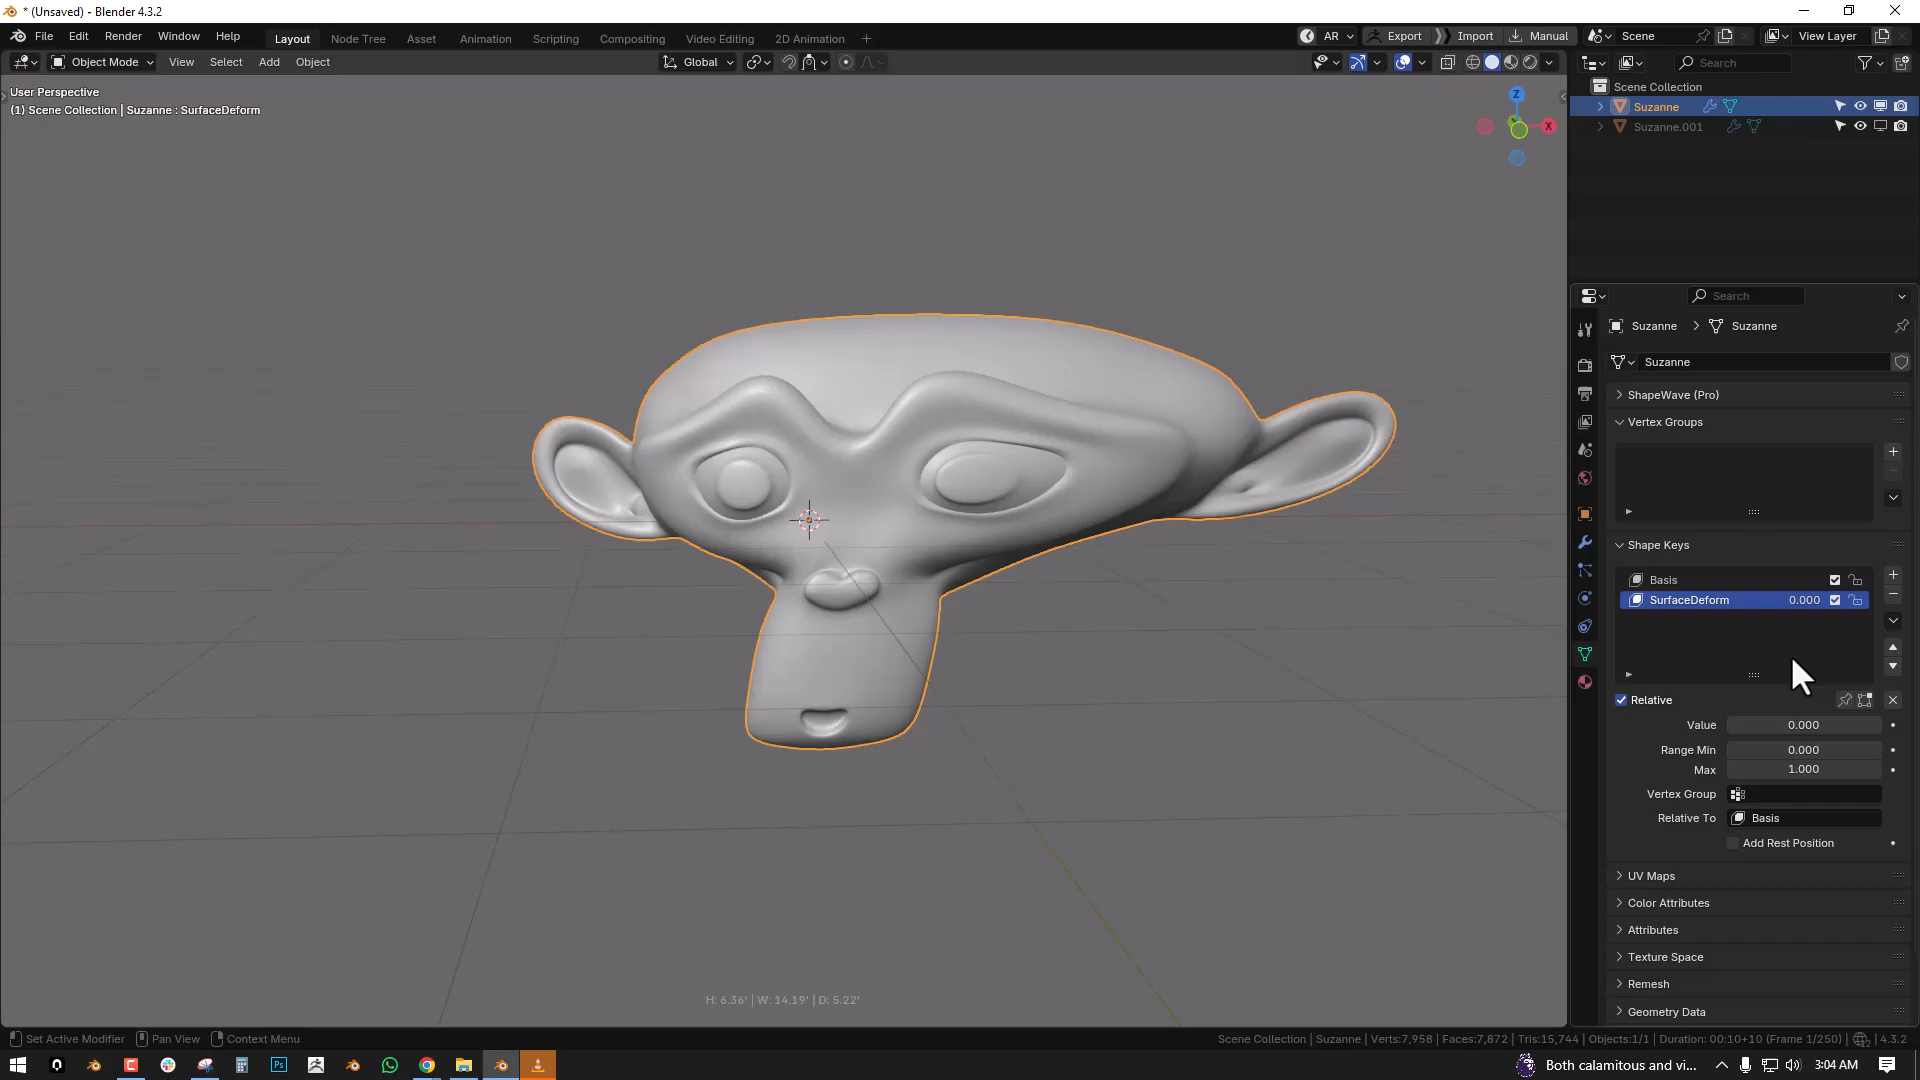 * (Unsaved) - Blender 4.3.2
File Edit Render Window Help Layout Node Tree Asset Animation Scripting Compositing Video Editing 2D Animation + AR Export Import Manual Scene View Layer
Object Mode View Select Add Object Global Search
User Perspective
(1) Scene Collection | Suzanne : SurfaceDeform
Z
X
Scene Collection
Suzanne
Suzanne.001
Search
Suzanne > Suzanne
Suzanne
ShapeWave (Pro)
Vertex Groups
Shape Keys
Basis
SurfaceDeform 0.000
Relative
Value 0.000
Range Min 0.000
Max 1.000
Vertex Group
Relative To Basis
Add Rest Position
UV Maps
Color Attributes
Attributes
Texture Space
Remesh
Geometry Data
H: 6.36' | W: 14.19' | D: 5.22'
Set Active Modifier Pan View Context Menu Scene Collection | Suzanne | Verts:7,958 | Faces:7,872 | Tris:15,744 | Objects:1/1 | Duration: 00:10+10 (Frame 1/250) | 4.3.2
Ps Both calamitous and vi... 3:04 AM